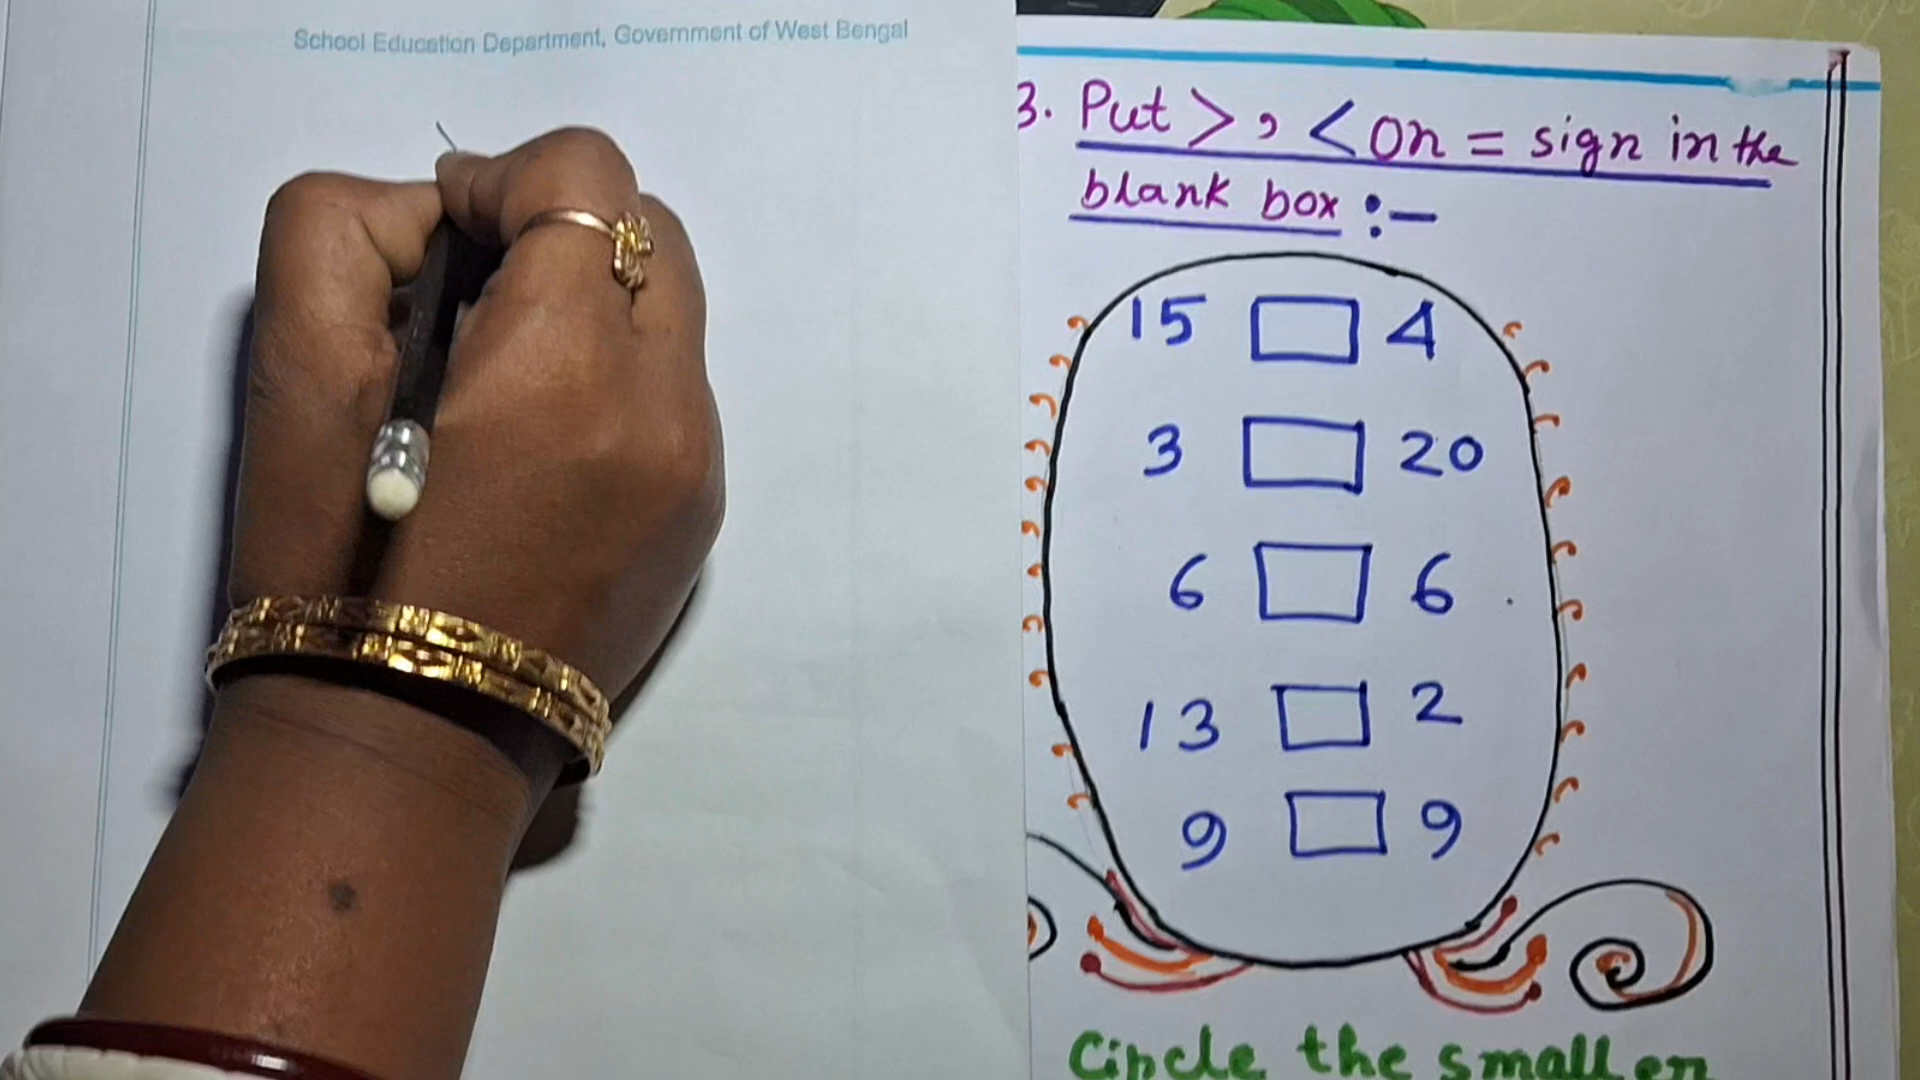 School Education Department, Government of West Bengal
3. Put >, < or = sign in the
blank box :-
15 4
3 20
6 6
13 2
9 9
Circle the smaller